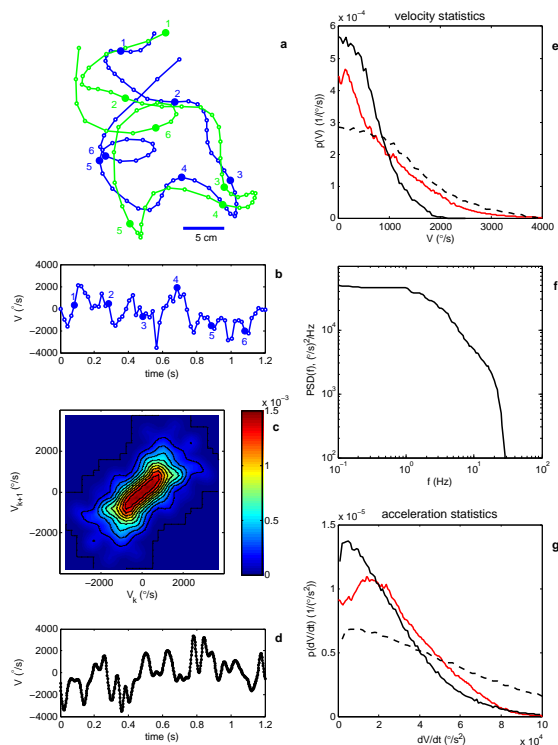 a
1
1
2
2
3
3
4
4
5
5
6
6
5 cm
b
V (°/s)
4000
2000
0
−2000
−4000
1
2
3
4
5
6
0 0.2 0.4 0.6 0.8 1 1.2
time (s)
c
x 10⁻³
1.5
1
0.5
0
V_{k+1} (°/s)
2000
0
−2000
−2000 0 2000
V_k (°/s)
d
V (°/s)
4000
2000
0
−2000
−4000
0 0.2 0.4 0.6 0.8 1 1.2
time (s)
velocity statistics
x 10⁻⁴
e
p(V) (1/(°/s))
6
5
4
3
2
1
0
0 1000 2000 3000 4000
V (°/s)
f
PSD(f), (°/s)²/Hz
10⁴
10³
10⁻¹ 10⁰ 10¹ 10²
f (Hz)
acceleration statistics
x 10⁻⁵
g
p(dV/dt) (1/(°/s²))
1.5
1
0.5
0
0 2 4 6 8 10
dV/dt (°/s²)
x 10⁴